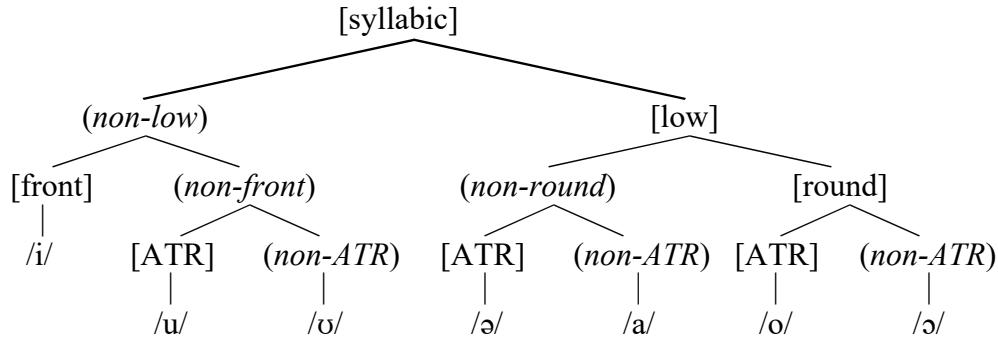 [syllabic]
(non-low) [low]
[front] (non-front) (non-round) [round]
/i/ [ATR] (non-ATR) [ATR] (non-ATR) [ATR] (non-ATR)
/u/ /ʊ/ /ə/ /a/ /o/ /ɔ/